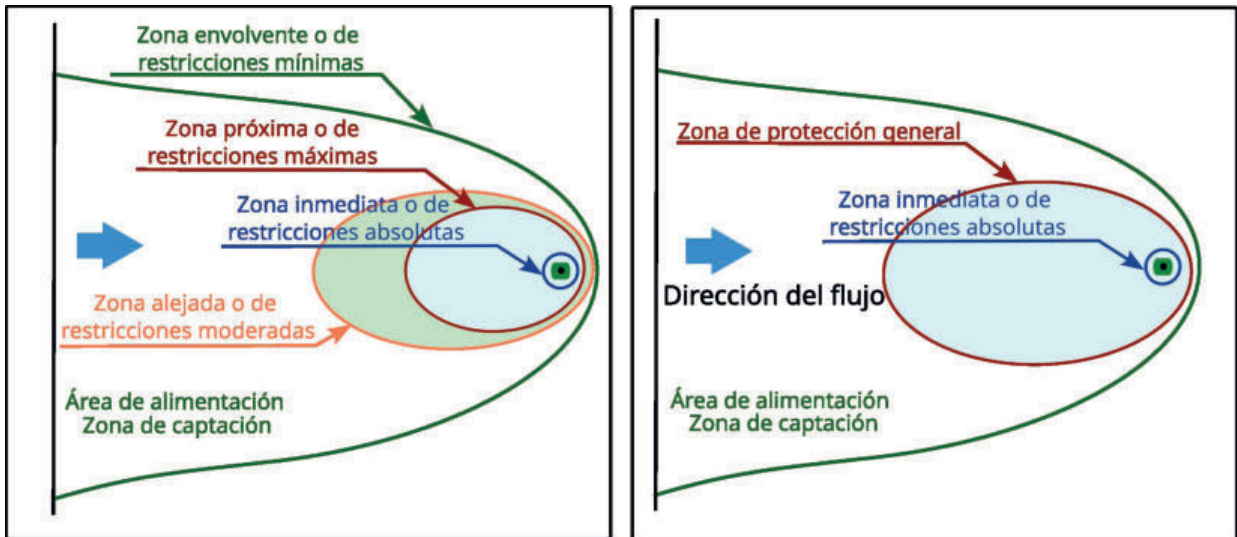 Zona envolvente o de
restricciones mínimas
Zona próxima o de
restricciones máximas
Zona inmediata o de
restricciones absolutas
Zona alejada o de
restricciones moderadas
Área de alimentación
Zona de captación
Zona de protección general
Zona inmediata o de
restricciones absolutas
Dirección del flujo
Área de alimentación
Zona de captación